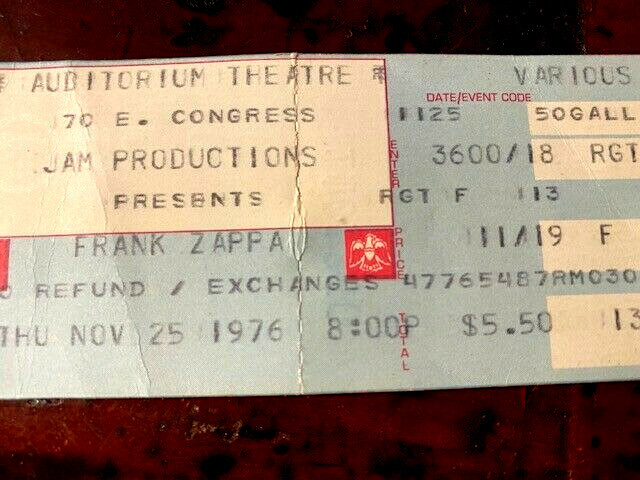 * AUDITORIUM THEATRE * VARIOUS
DATE/EVENT CODE
70 E. CONGRESS 1125 50GALL
JAM PRODUCTIONS ENTER 3600/18 RGT
PRESENTS RGT F 113
FRANK ZAPPA PRICE 11/19 F
O REFUND / EXCHANGES 47765487RM030
THU NOV 25 1976 8:00P TOTAL $5.50 13